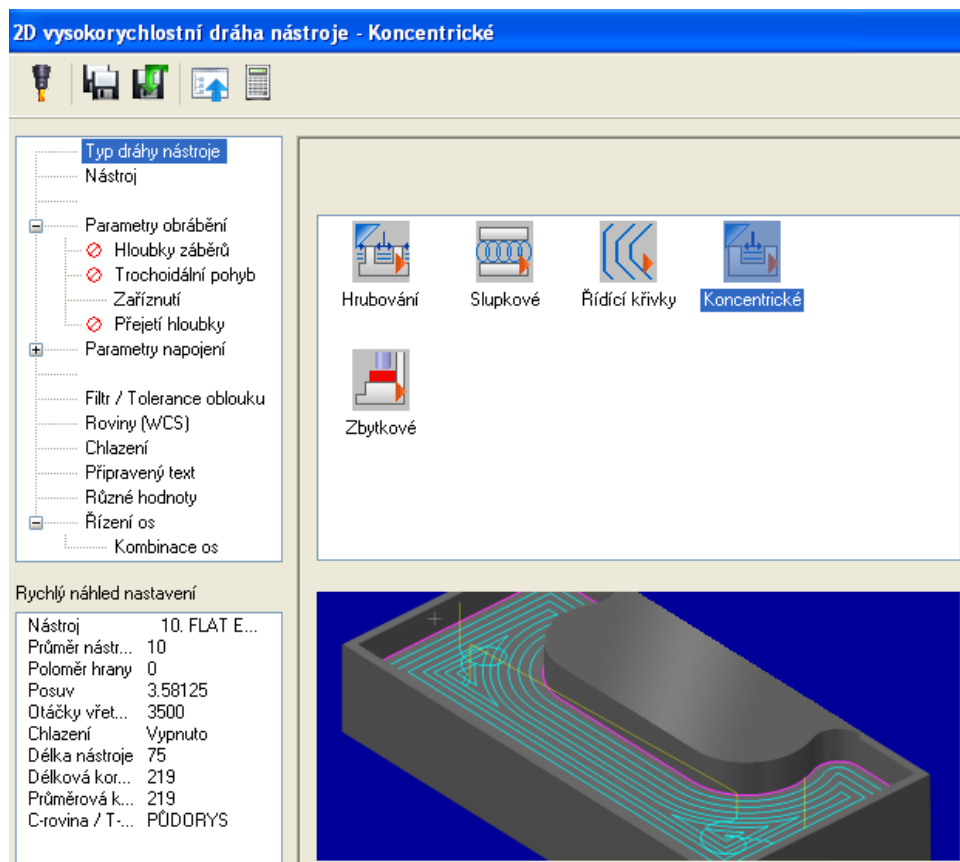 2D vysokorychlostní dráha nástroje - Koncentrické
Typ dráhy nástroje
Nástroj
Parametry obrábění
Hloubky záběrů
Trochoidální pohyb
Zaříznutí
Přejetí hloubky
Parametry napojení
Filtr / Tolerance oblouku
Roviny (WCS)
Chlazení
Připravený text
Různé hodnoty
Řízení os
Kombinace os
Hrubování
Slupkové
Řídící křivky
Koncentrické
Zbytkové
Rychlý náhled nastavení
Nástroj 10. FLAT E...
Průměr nástr... 10
Poloměr hrany 0
Posuv 3.58125
Otáčky vřet... 3500
Chlazení Vypnuto
Délka nástroje 75
Délková kor... 219
Průměrová k... 219
C-rovina / T-... PŮDORYS